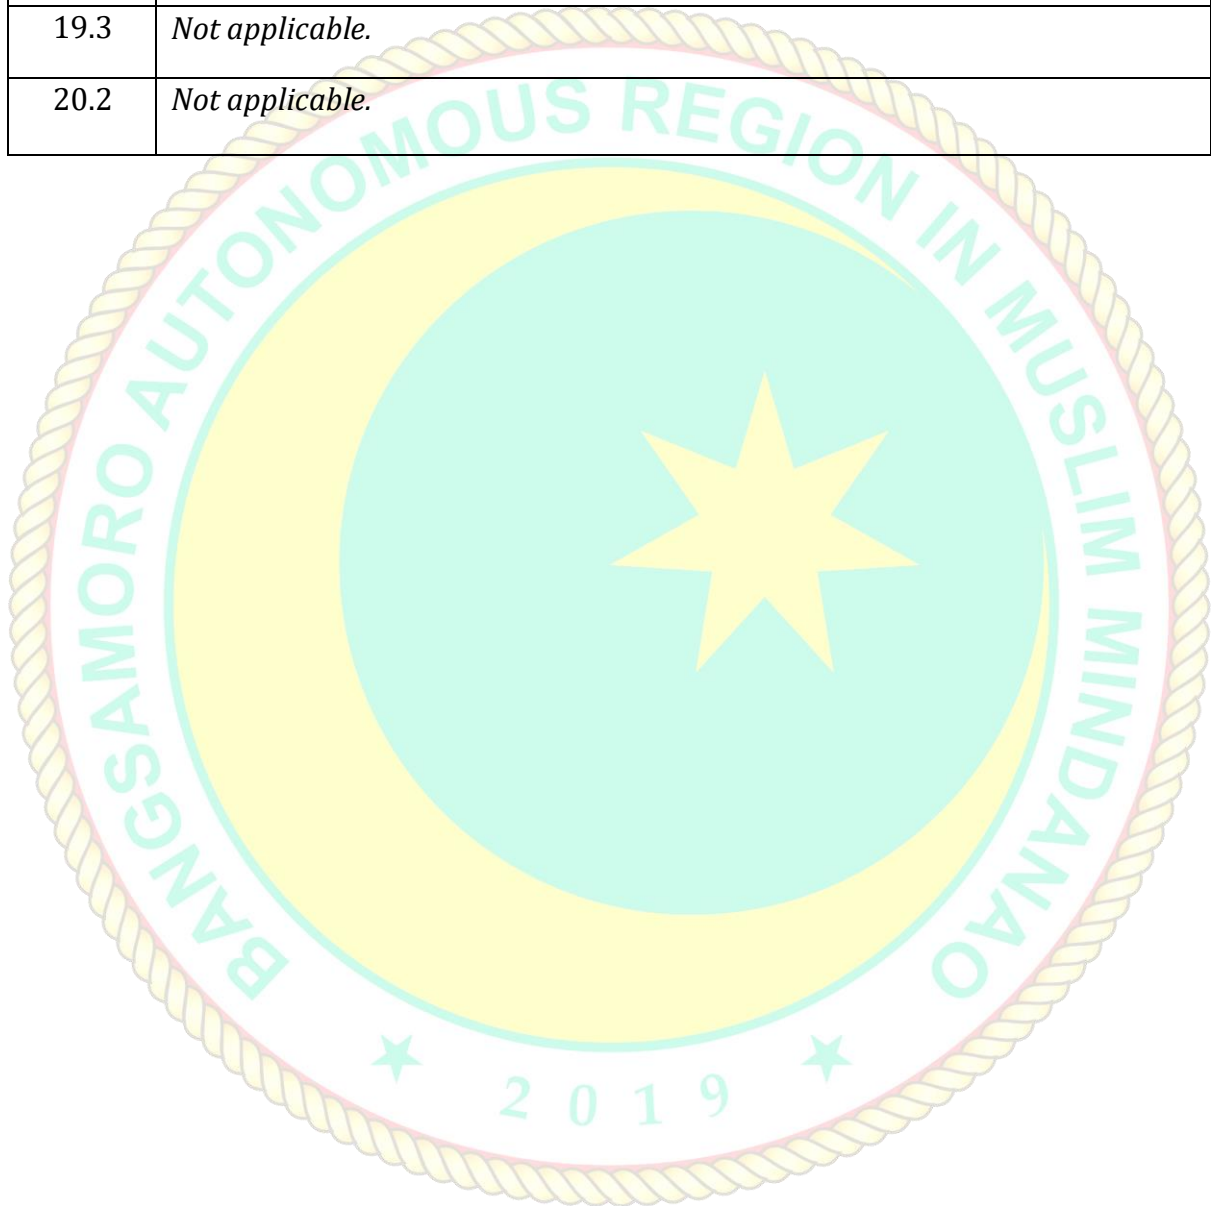 19.3 Not applicable.
20.2 Not applicable.
BANGSAMORO AUTONOMOUS REGION IN MUSLIM MINDANAO
2019